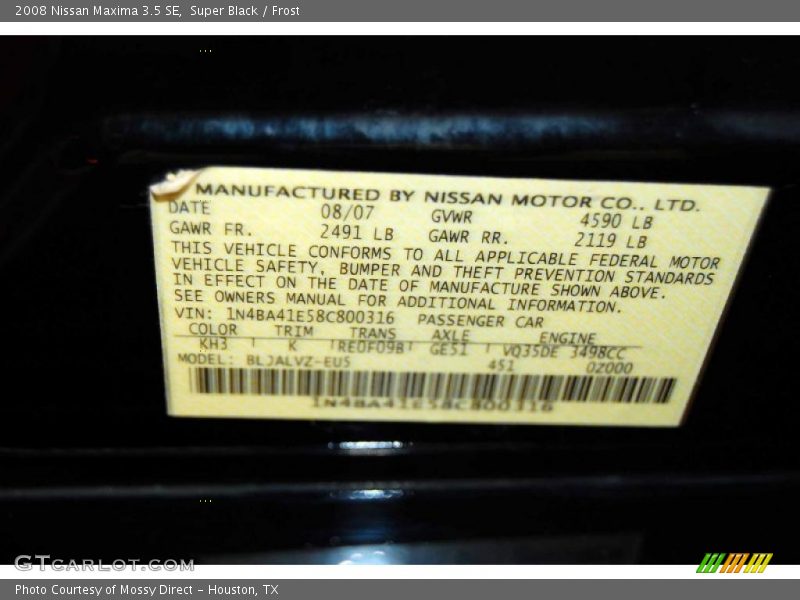 2008 Nissan Maxima 3.5 SE, Super Black / Frost
MANUFACTURED BY NISSAN MOTOR CO., LTD.
DATE 08/07 GVWR 4590 LB
GAWR FR. 2491 LB GAWR RR. 2119 LB
THIS VEHICLE CONFORMS TO ALL APPLICABLE FEDERAL MOTOR
VEHICLE SAFETY, BUMPER AND THEFT PREVENTION STANDARDS
IN EFFECT ON THE DATE OF MANUFACTURE SHOWN ABOVE.
SEE OWNERS MANUAL FOR ADDITIONAL INFORMATION.
VIN: 1N4BA41E58C800316 PASSENGER CAR
COLOR TRIM TRANS AXLE ENGINE
KH3 K RE0F09B GE51 VQ35DE 3498CC
MODEL: BLJALVZ-EUS 4S1 0Z000
1N4BA41E58C800316
GTCARLOT.COM
Photo Courtesy of Mossy Direct - Houston, TX